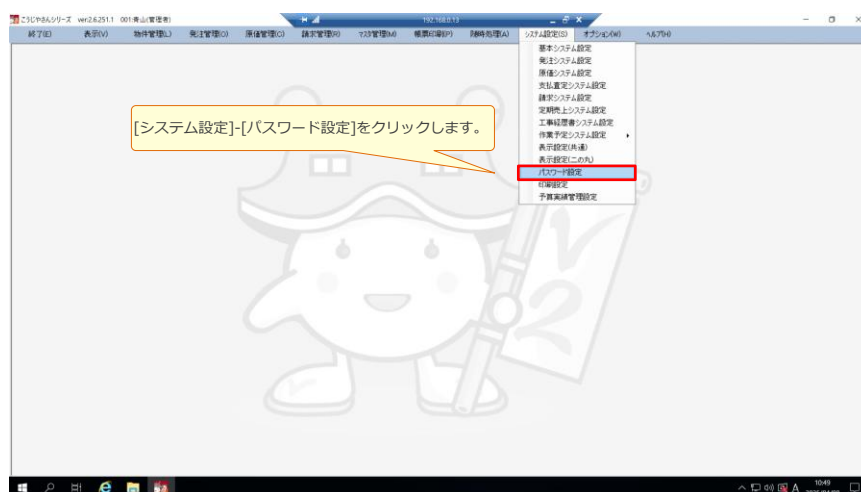 こうじやさんシリーズ ver.2.6.251.1 001:青山(管理者)
192.168.0.13
終了(E) 表示(V) 物件管理(L) 発注管理(O) 原価管理(C) 請求管理(R) マスタ管理(M) 帳票印刷(P) 随時処理(A) システム設定(S) オプション(W) ヘルプ(H)
基本システム設定
発注システム設定
原価システム設定
支払査定システム設定
請求システム設定
定期売上システム設定
工事経歴書システム設定
作業予定システム設定
表示設定(共通)
表示設定(二の丸)
パスワード設定
印刷設定
予算実績管理設定
[システム設定]-[パスワード設定]をクリックします。
V2
A 10:49